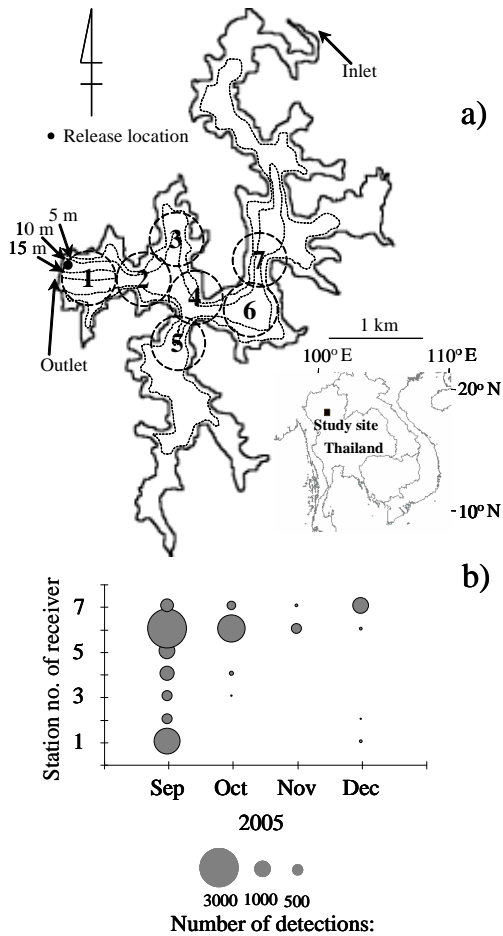 Inlet
a)
Release location
5 m
10 m
15 m
3
1
2
7
4
6
5
Outlet
1 km
100°E
110°E
20°N
Study site
Thailand
10°N
b)
Station no. of receiver
7
5
3
1
Sep
Oct
Nov
Dec
2005
3000
1000
500
Number of detections: